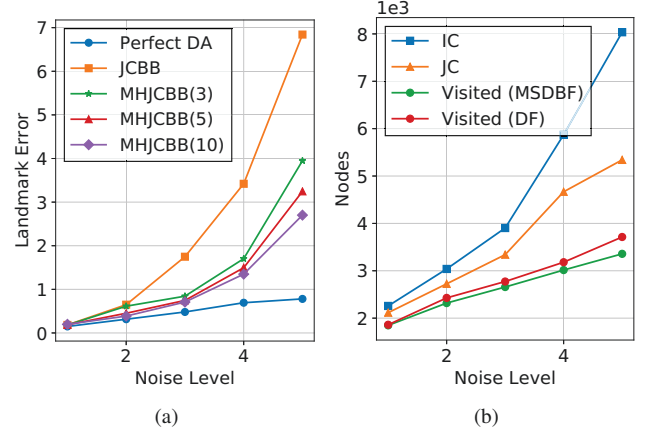 7
6
5
4
3
2
1
0
Landmark Error
Perfect DA
JCBB
MHJCBB(3)
MHJCBB(5)
MHJCBB(10)
2
4
Noise Level
(a)
1e3
8
7
6
5
4
3
2
Nodes
IC
JC
Visited (MSDBF)
Visited (DF)
2
4
Noise Level
(b)